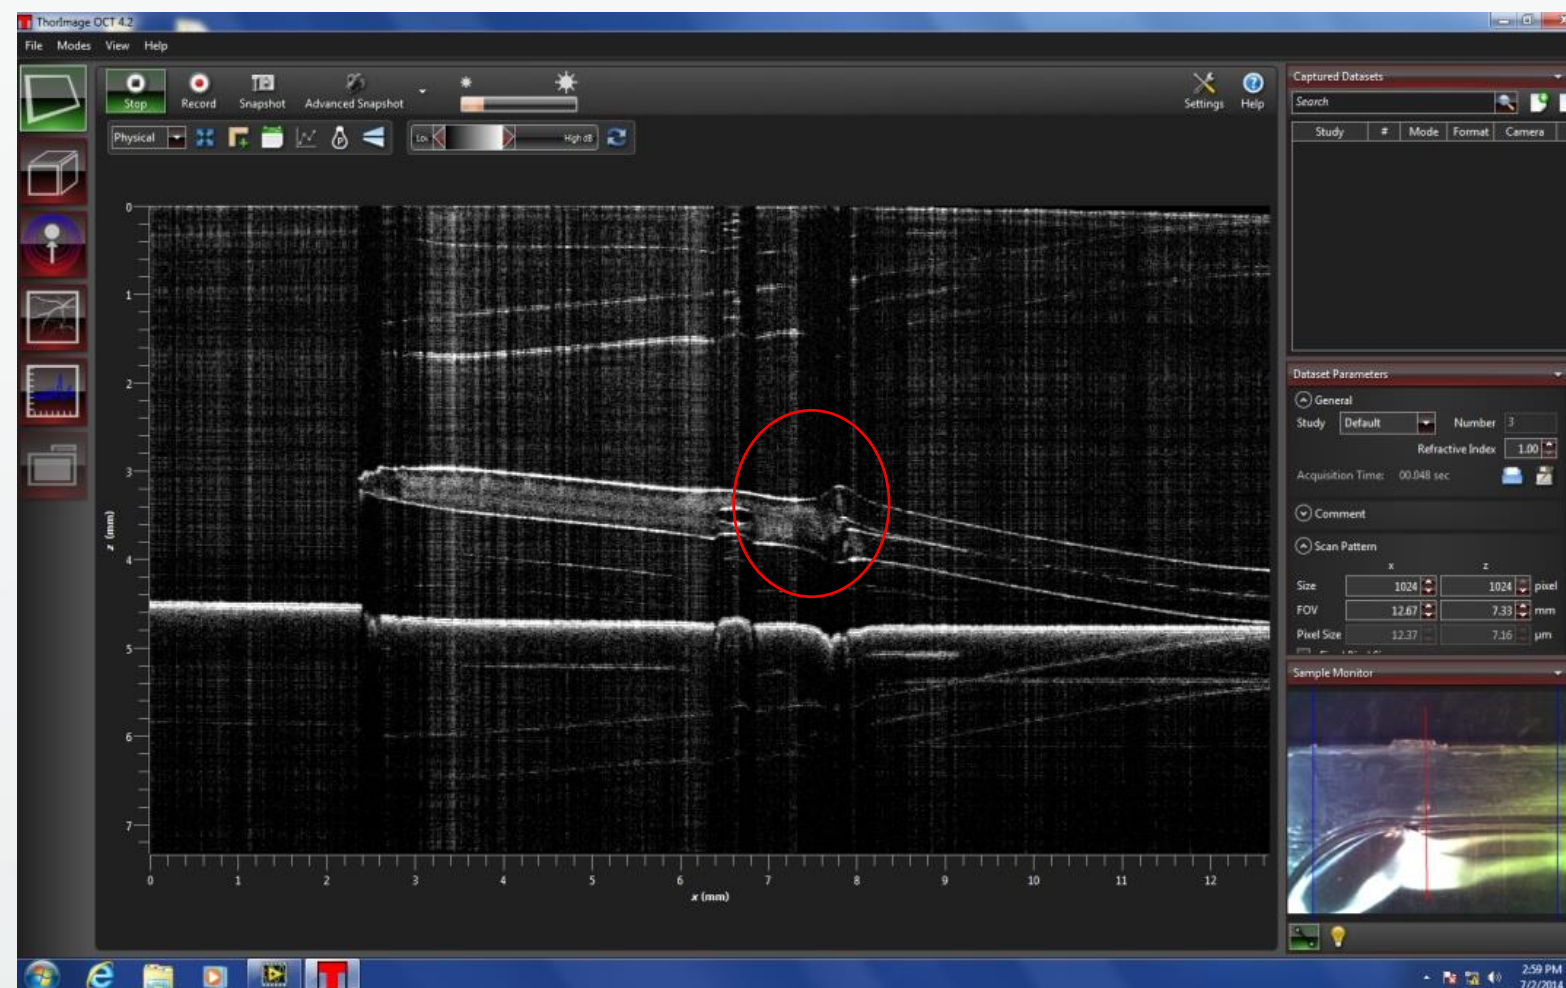 ThorImage OCT 4.2
File Modes View Help
Stop Record Snapshot Advanced Snapshot Settings Help
Physical Low High dB
0
1
2
3
4
5
6
7
z (mm)
0 1 2 3 4 5 6 7 8 9 10 11 12
x (mm)
Captured Datasets
Search
Study # Mode Format Camera
Dataset Parameters
General
Study Default Number 3
Refractive Index 1.00
Acquisition Time: 00.048 sec
Comment
Scan Pattern
x z
Size 1024 1024 pixel
FOV 12.67 7.33 mm
Pixel Size 12.37 7.16 µm
Sample Monitor
2:59 PM
7/2/2014